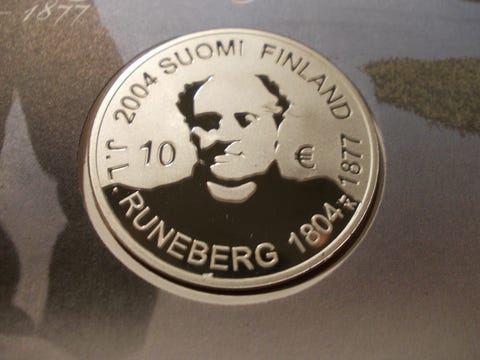 - 1877
2004 SUOMI FINLAND
10 €
J.L. RUNEBERG 1804 1877